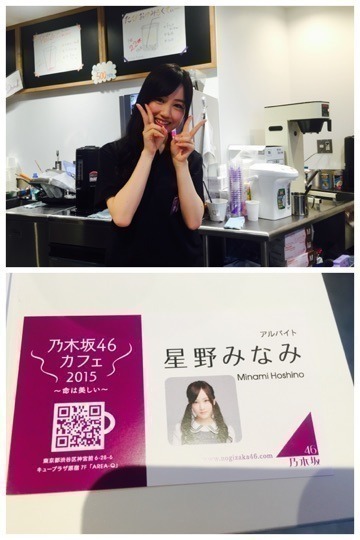 500
乃木坂46
カフェ
2015
～命は美しい～
東京都渋谷区神宮前 6-28-6
キュープラザ原宿 7F「AREA-Q」
アルバイト
星野みなみ
Minami Hoshino
www.nogizaka46.com
乃木坂
46